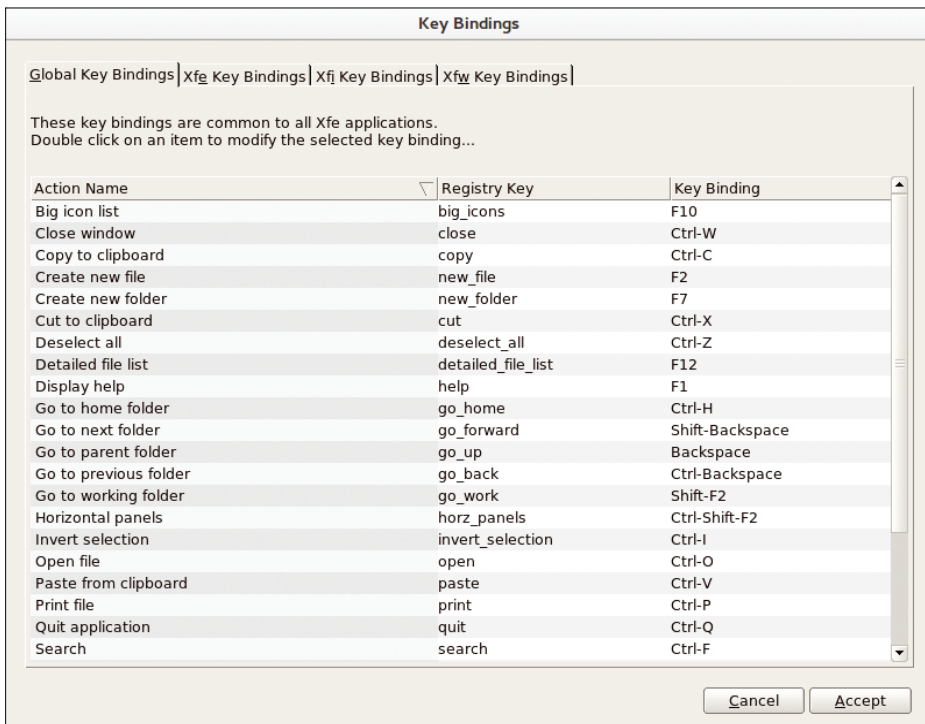 Key Bindings
Global Key Bindings Xfe Key Bindings Xfi Key Bindings Xfw Key Bindings
These key bindings are common to all Xfe applications.
Double click on an item to modify the selected key binding...
Action Name Registry Key Key Binding
Big icon list big_icons F10
Close window close Ctrl-W
Copy to clipboard copy Ctrl-C
Create new file new_file F2
Create new folder new_folder F7
Cut to clipboard cut Ctrl-X
Deselect all deselect_all Ctrl-Z
Detailed file list detailed_file_list F12
Display help help F1
Go to home folder go_home Ctrl-H
Go to next folder go_forward Shift-Backspace
Go to parent folder go_up Backspace
Go to previous folder go_back Ctrl-Backspace
Go to working folder go_work Shift-F2
Horizontal panels horz_panels Ctrl-Shift-F2
Invert selection invert_selection Ctrl-I
Open file open Ctrl-O
Paste from clipboard paste Ctrl-V
Print file print Ctrl-P
Quit application quit Ctrl-Q
Search search Ctrl-F
Cancel Accept